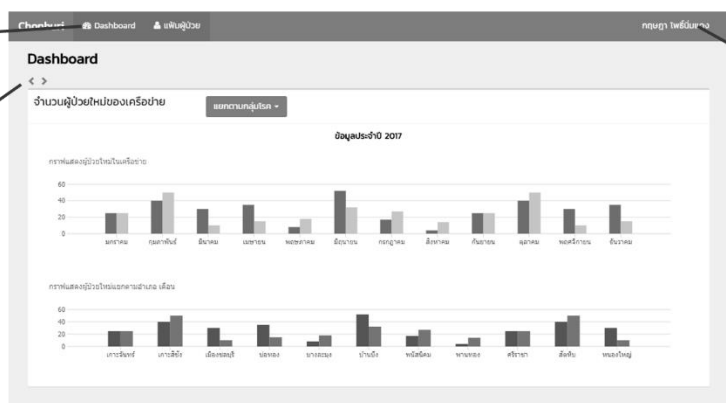 Chonburi Dashboard แฟ้มผู้ป่วย กฤษฎา โพธิ์นิ่มแดง
Dashboard
< >
จำนวนผู้ป่วยใหม่ของเครือข่าย แยกตามกลุ่มโรค
ข้อมูลประจำปี 2017
กราฟแสดงผู้ป่วยใหม่ในเครือข่าย
60
40
20
0
มกราคม กุมภาพันธ์ มีนาคม เมษายน พฤษภาคม มิถุนายน กรกฎาคม สิงหาคม กันยายน ตุลาคม พฤศจิกายน ธันวาคม
กราฟแสดงผู้ป่วยใหม่แยกตามอำเภอ เดือน
60
40
20
0
เกาะจันทร์ เกาะสีชัง เมืองชลบุรี บ่อทอง บางละมุง บ้านบึง พนัสนิคม พานทอง ศรีราชา สัตหีบ หนองใหญ่